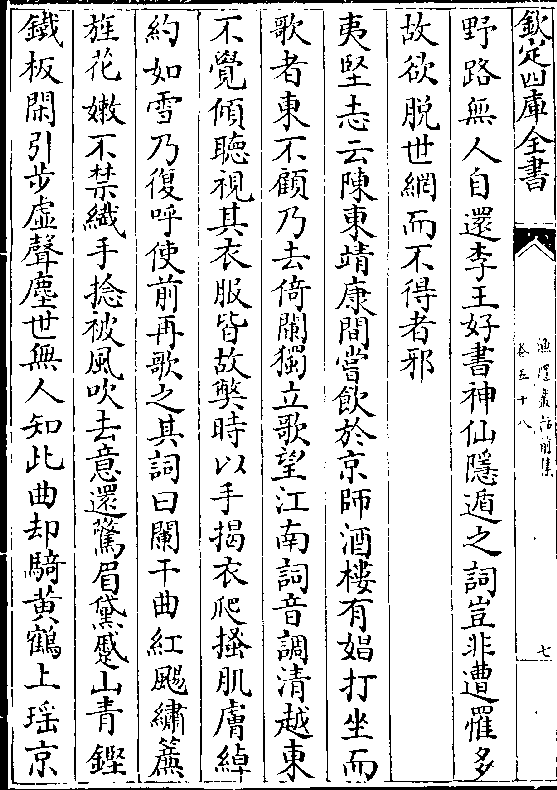 欽定四庫全書
漁隱叢話前集
卷五十八
七
野路無人自還李王好書神仙隱遁之詞豈非遭罹多
故欲脱世網而不得者邪
夷堅志云陳東靖康間嘗飲於京師酒樓有娼打坐而
歌者東不顧乃去倚闌獨立歌望江南詞音調清越東
不覺傾聽視其衣服皆故弊時以手揭衣爬搔肌膚綽
約如雪乃復呼使前再歌之其詞曰闌干曲紅颺繡簾
旌花嫩不禁纎手捻被風吹去意還驚眉黛蹙山青鏗
鐵板閑引步虚聲塵世無人知此曲却騎黄鶴上瑶京